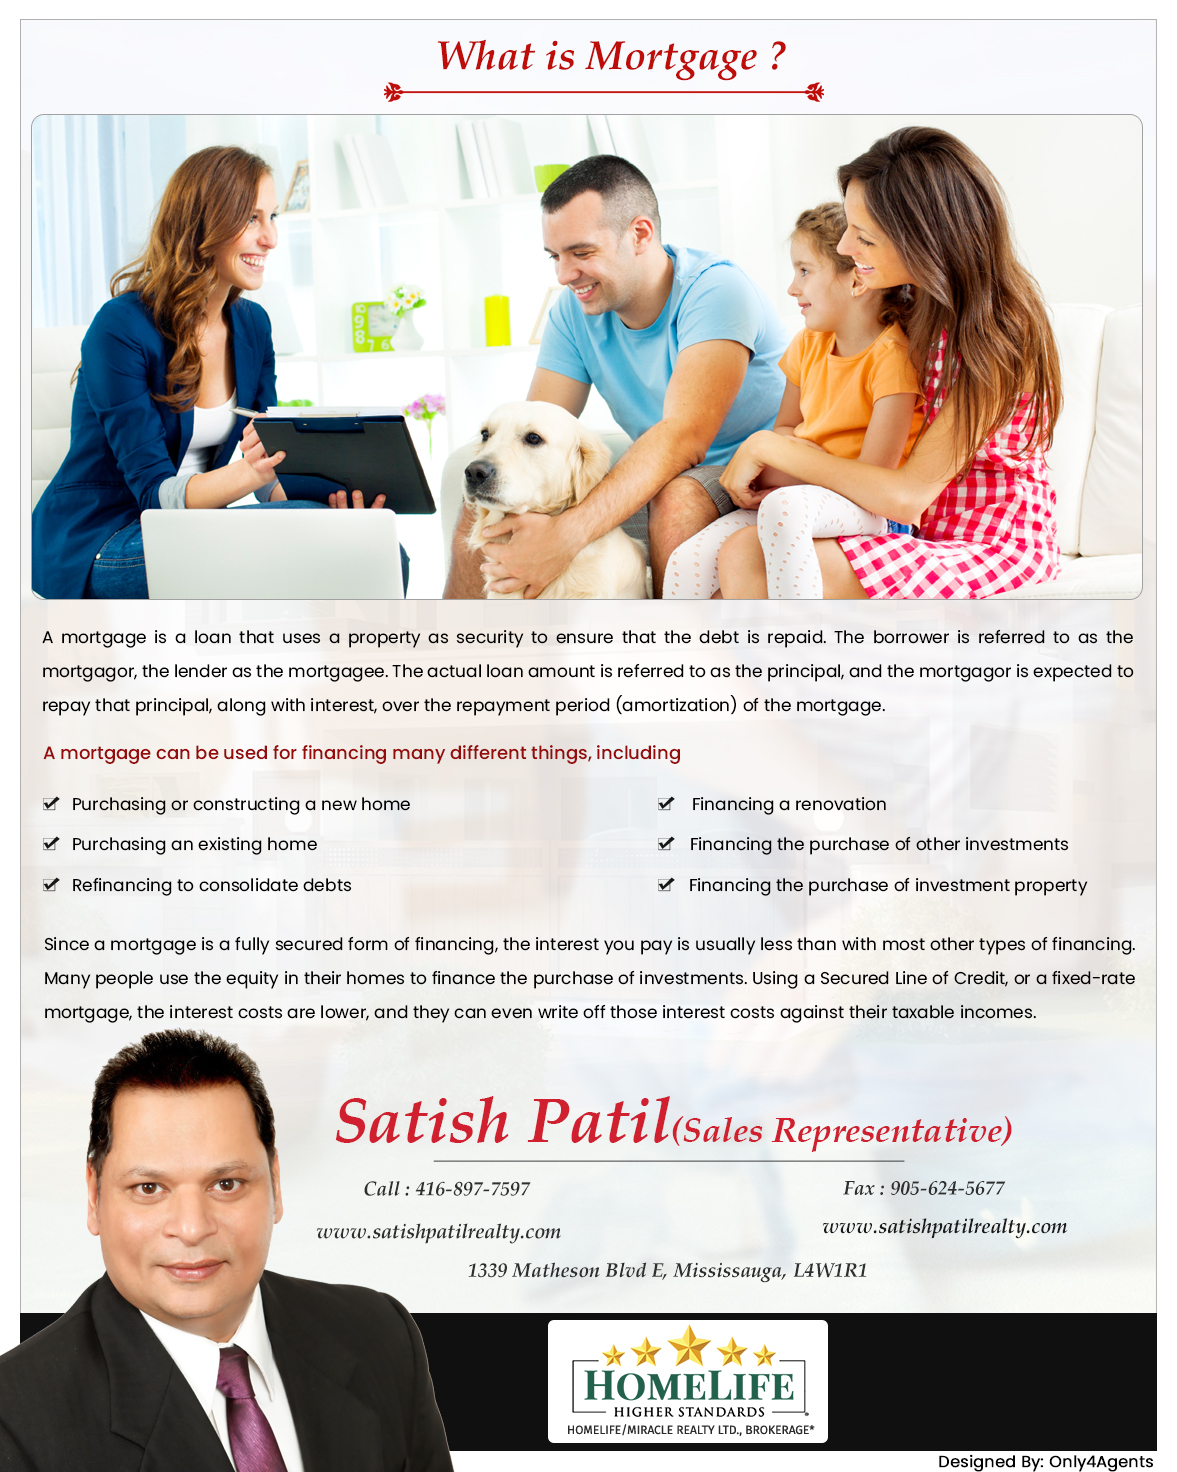 What is Mortgage ?
A mortgage is a loan that uses a property as security to ensure that the debt is repaid. The borrower is referred to as the
mortgagor, the lender as the mortgagee. The actual loan amount is referred to as the principal, and the mortgagor is expected to
repay that principal, along with interest, over the repayment period (amortization) of the mortgage.
A mortgage can be used for financing many different things, including
Purchasing or constructing a new home
Purchasing an existing home
Refinancing to consolidate debts
Financing a renovation
Financing the purchase of other investments
Financing the purchase of investment property
Since a mortgage is a fully secured form of financing, the interest you pay is usually less than with most other types of financing.
Many people use the equity in their homes to finance the purchase of investments. Using a Secured Line of Credit, or a fixed-rate
mortgage, the interest costs are lower, and they can even write off those interest costs against their taxable incomes.
Satish Patil(Sales Representative)
Call : 416-897-7597
Fax : 905-624-5677
www.satishpatilrealty.com
www.satishpatilrealty.com
1339 Matheson Blvd E, Mississauga, L4W1R1
HOMELIFE
HIGHER STANDARDS
HOMELIFE/MIRACLE REALTY LTD., BROKERAGE*
Designed By: Only4Agents
9
8
7 6